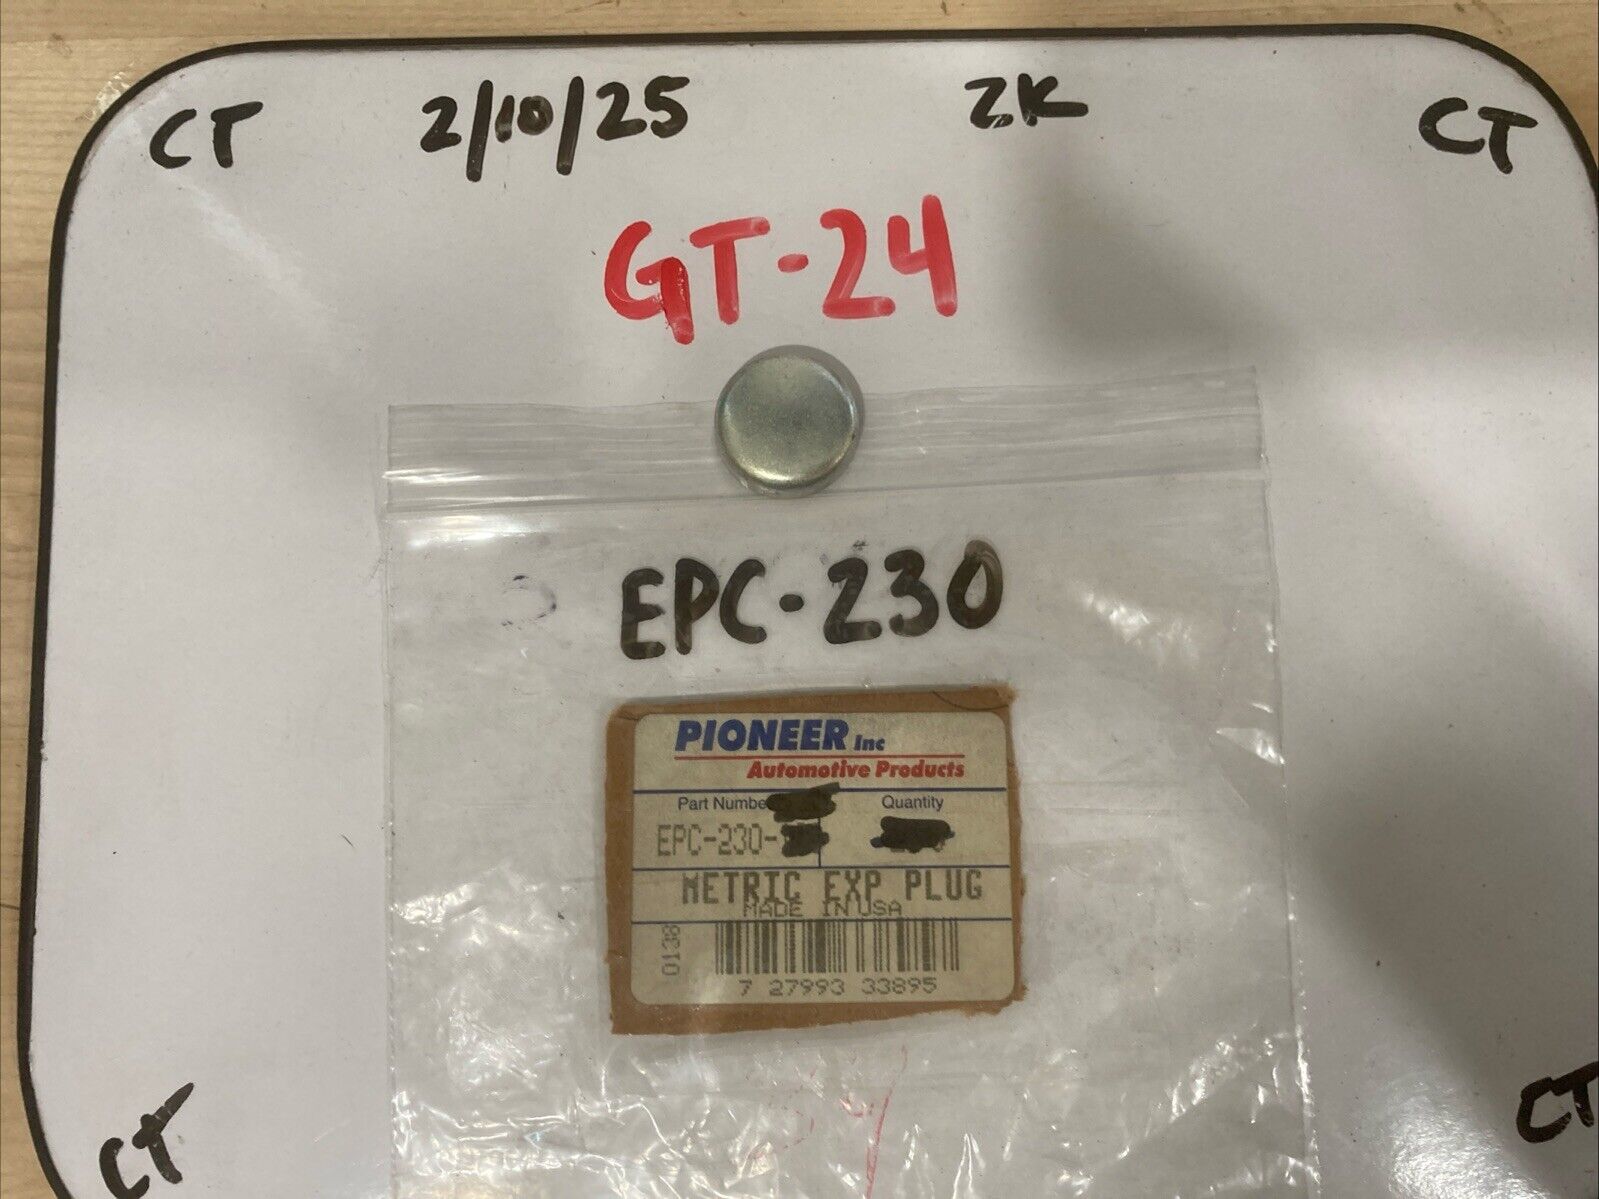 CT 2/10/25 ZK CT
GT-24
EPC-230
PIONEER Inc
Automotive Products
Part Numbe Quantity
EPC-230-
METRIC EXP PLUG
MADE IN USA
0138
7 27993 33895
CT CT